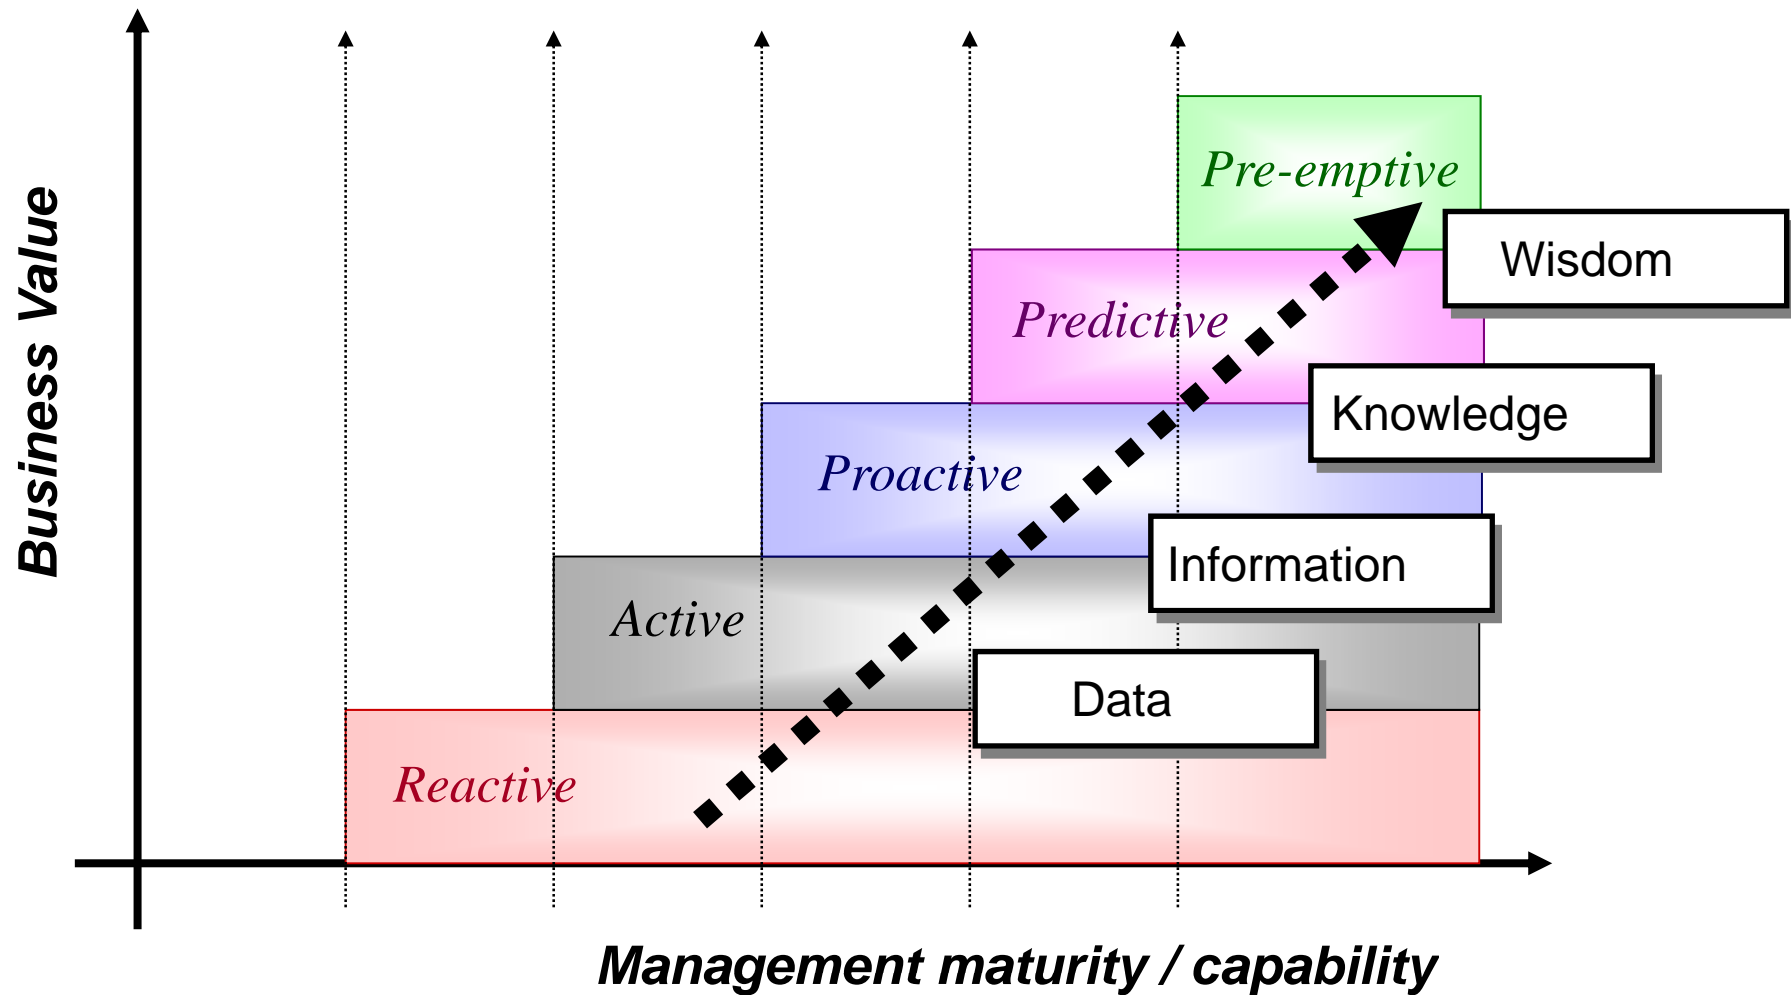 Business Value
Pre-emptive
Wisdom
Predictive
Knowledge
Proactive
Information
Active
Data
Reactive
Management maturity / capability